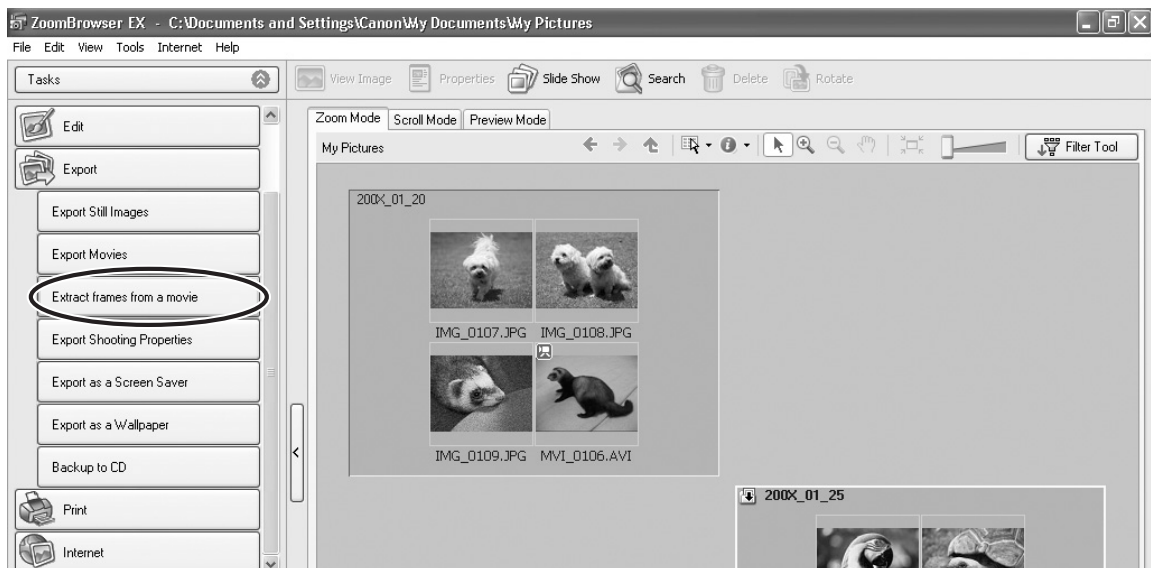 ZoomBrowser EX - C:\Documents and Settings\Canon\My Documents\My Pictures
File Edit View Tools Internet Help
Tasks
View Image Properties Slide Show Search Delete Rotate
Zoom Mode Scroll Mode Preview Mode
My Pictures
Filter Tool
Edit
Export
Export Still Images
Export Movies
Extract frames from a movie
Export Shooting Properties
Export as a Screen Saver
Export as a Wallpaper
Backup to CD
Print
Internet
200X_01_20
IMG_0107.JPG IMG_0108.JPG
IMG_0109.JPG MVI_0106.AVI
200X_01_25